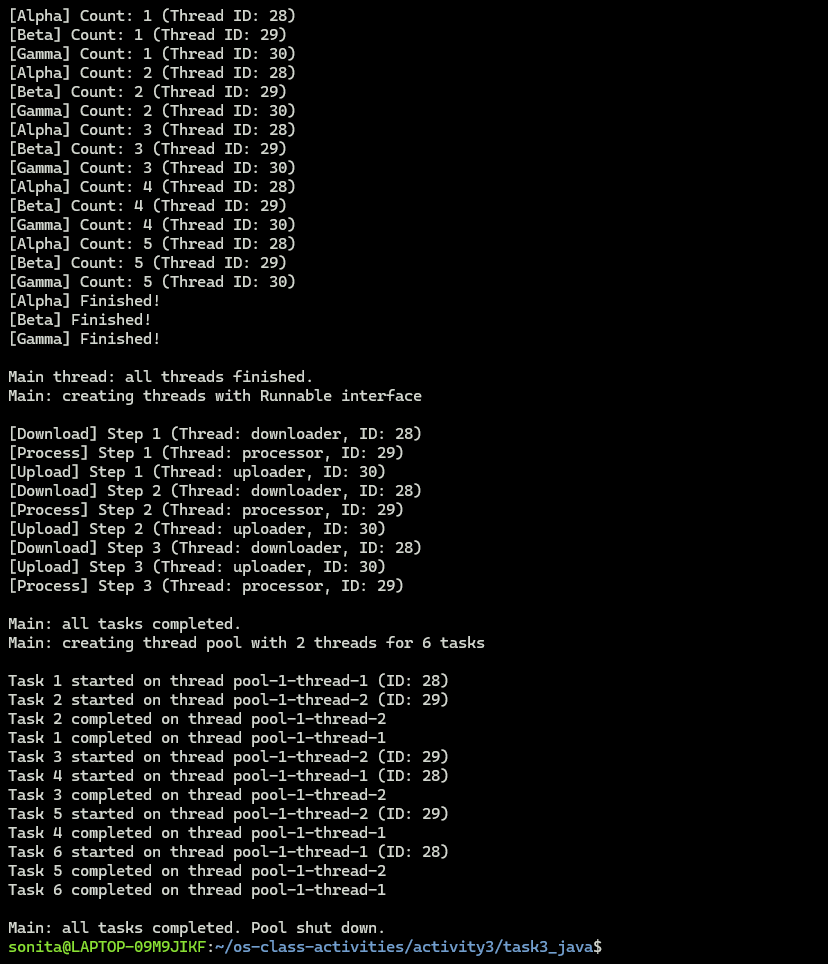 [Alpha] Count: 1 (Thread ID: 28)
[Beta] Count: 1 (Thread ID: 29)
[Gamma] Count: 1 (Thread ID: 30)
[Alpha] Count: 2 (Thread ID: 28)
[Beta] Count: 2 (Thread ID: 29)
[Gamma] Count: 2 (Thread ID: 30)
[Alpha] Count: 3 (Thread ID: 28)
[Beta] Count: 3 (Thread ID: 29)
[Gamma] Count: 3 (Thread ID: 30)
[Alpha] Count: 4 (Thread ID: 28)
[Beta] Count: 4 (Thread ID: 29)
[Gamma] Count: 4 (Thread ID: 30)
[Alpha] Count: 5 (Thread ID: 28)
[Beta] Count: 5 (Thread ID: 29)
[Gamma] Count: 5 (Thread ID: 30)
[Alpha] Finished!
[Beta] Finished!
[Gamma] Finished!

Main thread: all threads finished.
Main: creating threads with Runnable interface

[Download] Step 1 (Thread: downloader, ID: 28)
[Process] Step 1 (Thread: processor, ID: 29)
[Upload] Step 1 (Thread: uploader, ID: 30)
[Download] Step 2 (Thread: downloader, ID: 28)
[Process] Step 2 (Thread: processor, ID: 29)
[Upload] Step 2 (Thread: uploader, ID: 30)
[Download] Step 3 (Thread: downloader, ID: 28)
[Upload] Step 3 (Thread: uploader, ID: 30)
[Process] Step 3 (Thread: processor, ID: 29)

Main: all tasks completed.
Main: creating thread pool with 2 threads for 6 tasks

Task 1 started on thread pool-1-thread-1 (ID: 28)
Task 2 started on thread pool-1-thread-2 (ID: 29)
Task 2 completed on thread pool-1-thread-2
Task 1 completed on thread pool-1-thread-1
Task 3 started on thread pool-1-thread-2 (ID: 29)
Task 4 started on thread pool-1-thread-1 (ID: 28)
Task 3 completed on thread pool-1-thread-2
Task 5 started on thread pool-1-thread-2 (ID: 29)
Task 4 completed on thread pool-1-thread-1
Task 6 started on thread pool-1-thread-1 (ID: 28)
Task 5 completed on thread pool-1-thread-2
Task 6 completed on thread pool-1-thread-1

Main: all tasks completed. Pool shut down.
sonita@LAPTOP-09M9JIKF:~/os-class-activities/activity3/task3_java$